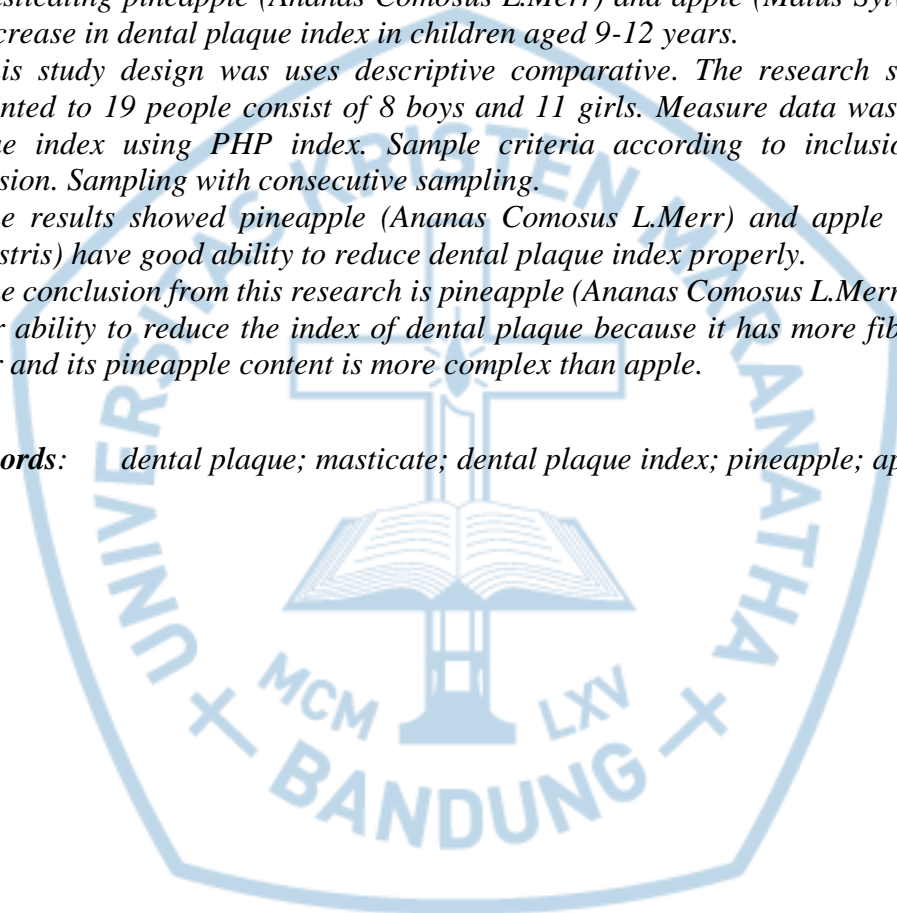 asticating pineapple (Ananas Comosus L.Merr) and apple (Malus Sylv
crease in dental plaque index in children aged 9-12 years.
is study design was uses descriptive comparative. The research s
nted to 19 people consist of 8 boys and 11 girls. Measure data was
ue index using PHP index. Sample criteria according to inclusio
sion. Sampling with consecutive sampling.
e results showed pineapple (Ananas Comosus L.Merr) and apple
stris) have good ability to reduce dental plaque index properly.
e conclusion from this research is pineapple (Ananas Comosus L.Merr
r ability to reduce the index of dental plaque because it has more fib
r and its pineapple content is more complex than apple.
ords: dental plaque; masticate; dental plaque index; pineapple; ap
UNIVERSITAS KRISTEN MARANATHA
MCM LXV
BANDUNG